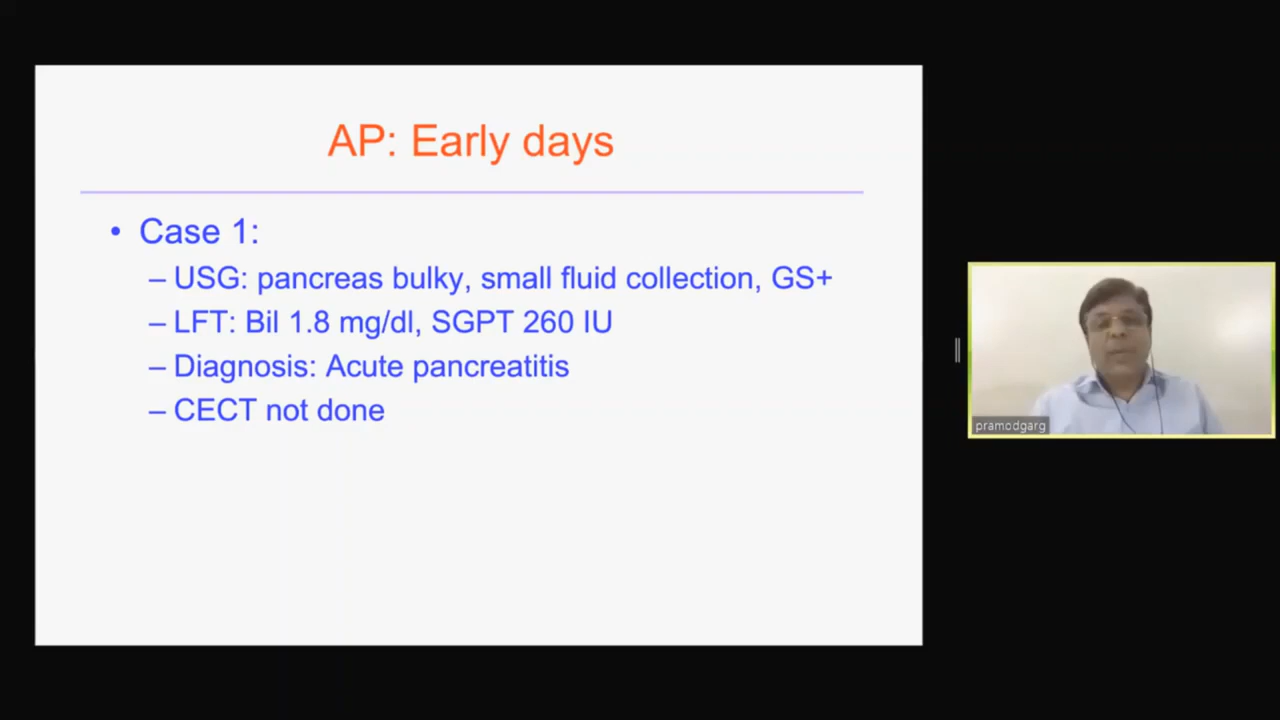 AP: Early days
• Case 1:
– USG: pancreas bulky, small fluid collection, GS+
– LFT: Bil 1.8 mg/dl, SGPT 260 IU
– Diagnosis: Acute pancreatitis
– CECT not done
pramodgarg